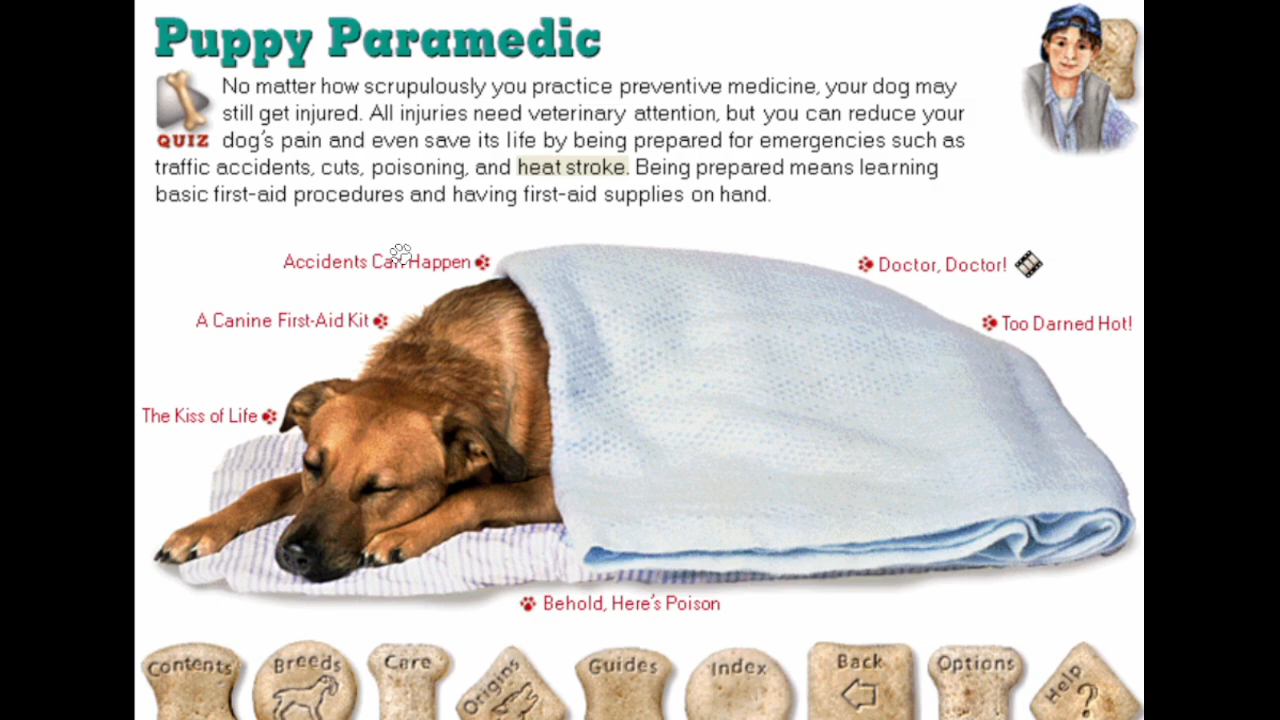 Puppy Paramedic
No matter how scrupulously you practice preventive medicine, your dog may
still get injured. All injuries need veterinary attention, but you can reduce your
QUIZ dog's pain and even save its life by being prepared for emergencies such as
traffic accidents, cuts, poisoning, and heat stroke. Being prepared means learning
basic first-aid procedures and having first-aid supplies on hand.
Accidents Can Happen
Doctor, Doctor!
A Canine First-Aid Kit
Too Darned Hot!
The Kiss of Life
Behold, Here's Poison
Contents Breeds Care Origins Guides Index Back Options Help
?